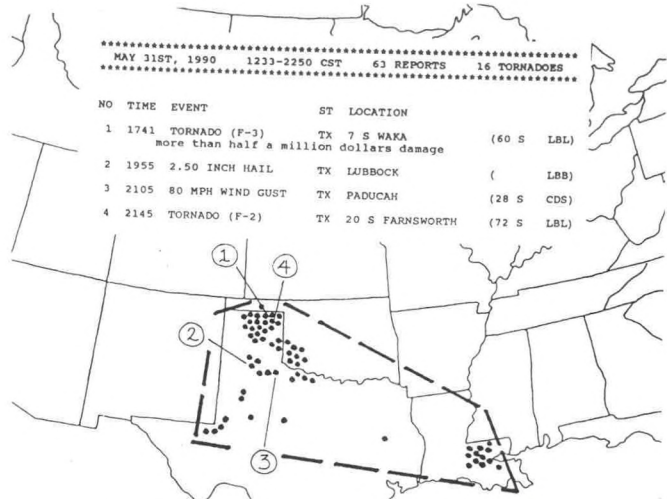 ****************************************************************
MAY 31ST, 1990 1233-2250 CST 63 REPORTS 16 TORNADOES
****************************************************************
NO TIME EVENT ST LOCATION
1 1741 TORNADO (F-3) TX 7 S WAKA (60 S LBL)
more than half a million dollars damage
2 1955 2.50 INCH HAIL TX LUBBOCK ( LBB)
3 2105 80 MPH WIND GUST TX PADUCAH (28 S CDS)
4 2145 TORNADO (F-2) TX 20 S FARNSWORTH (72 S LBL)
1
4
2
3